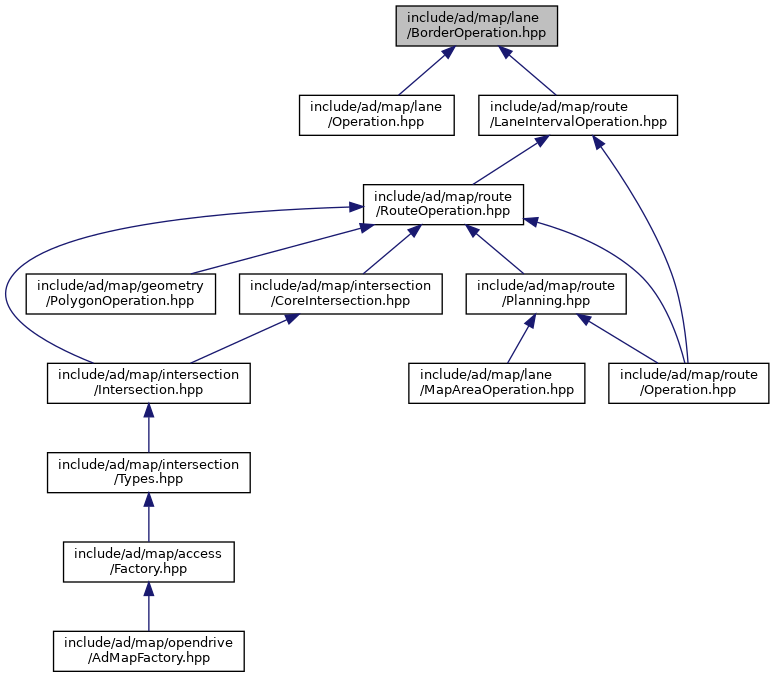 include/ad/map/lane
/BorderOperation.hpp
include/ad/map/lane
/Operation.hpp
include/ad/map/route
/LaneIntervalOperation.hpp
include/ad/map/route
/RouteOperation.hpp
include/ad/map/geometry
/PolygonOperation.hpp
include/ad/map/intersection
/CoreIntersection.hpp
include/ad/map/route
/Planning.hpp
include/ad/map/intersection
/Intersection.hpp
include/ad/map/lane
/MapAreaOperation.hpp
include/ad/map/route
/Operation.hpp
include/ad/map/intersection
/Types.hpp
include/ad/map/access
/Factory.hpp
include/ad/map/opendrive
/AdMapFactory.hpp